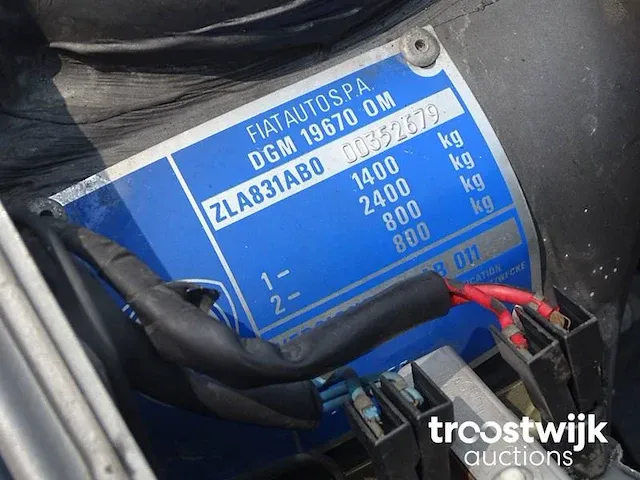 FIAT AUTO S.P.A.
DGM 19670 OM
ZLA831AB0 00352679
1400 kg
2400 kg
1 - 800 kg
2 - 800 kg
B 011
troostwijk
auctions